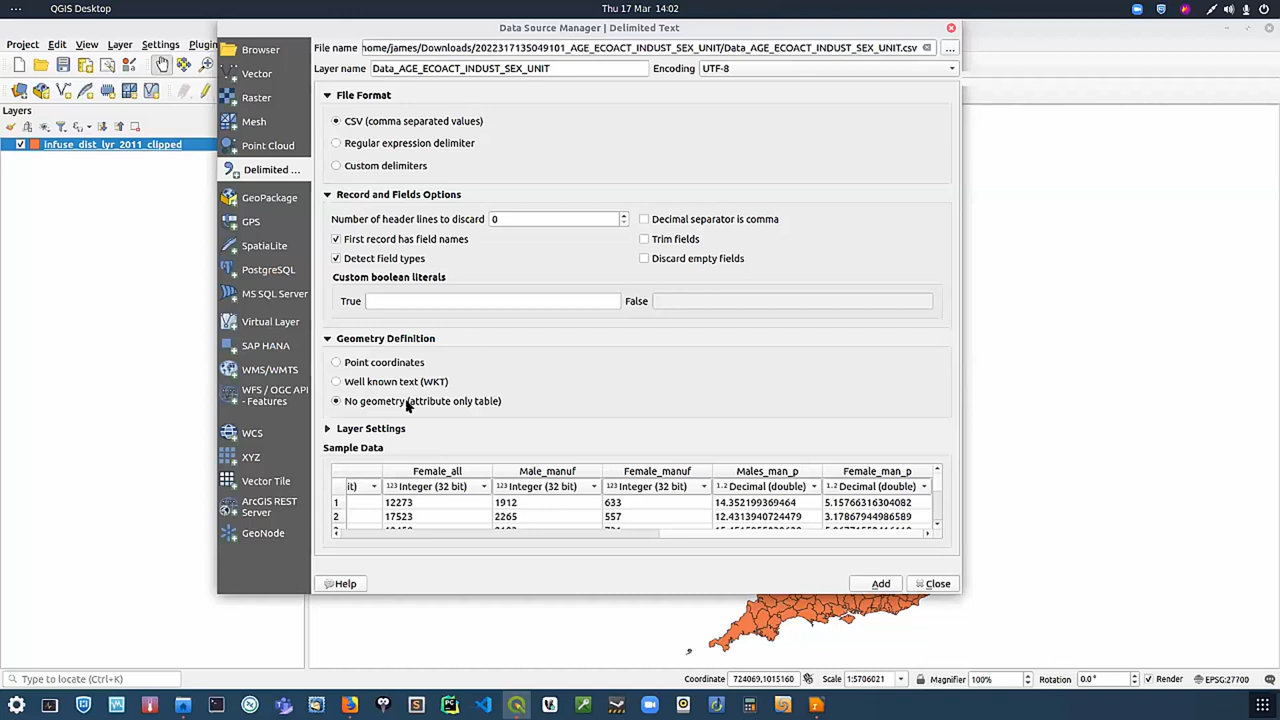 QGIS Desktop
Thu 17 Mar 14:02
Data Source Manager | Delimited Text
Project Edit View Layer Settings Plugin
File name home/james/Downloads/2022317135049101_AGE_ECOACT_INDUST_SEX_UNIT/Data_AGE_ECOACT_INDUST_SEX_UNIT.csv ...
Layer name Data_AGE_ECOACT_INDUST_SEX_UNIT Encoding UTF-8
Layers
infuse_dist_lyr_2011_clipped
Browser
Vector
Raster
Mesh
Point Cloud
Delimited ...
GeoPackage
GPS
SpatiaLite
PostgreSQL
MS SQL Server
Virtual Layer
SAP HANA
WMS/WMTS
WFS / OGC API
- Features
WCS
XYZ
Vector Tile
ArcGIS REST
Server
GeoNode
File Format
CSV (comma separated values)
Regular expression delimiter
Custom delimiters
Record and Fields Options
Number of header lines to discard 0 Decimal separator is comma
First record has field names Trim fields
Detect field types Discard empty fields
Custom boolean literals
True False
Geometry Definition
Point coordinates
Well known text (WKT)
No geometry (attribute only table)
Layer Settings
Sample Data
Female_all Male_manuf Female_manuf Males_man_p Female_man_p
it) 123 Integer (32 bit) 123 Integer (32 bit) 123 Integer (32 bit) 1.2 Decimal (double) 1.2 Decimal (double)
1 12273 1912 633 14.352199369464 5.15766316304082
2 17523 2265 557 12.4313940724479 3.17867944986589
Help Add Close
Type to locate (Ctrl+K) Coordinate 724069,1015160 Scale 1:5706021 Magnifier 100% Rotation 0.0° Render EPSG:27700